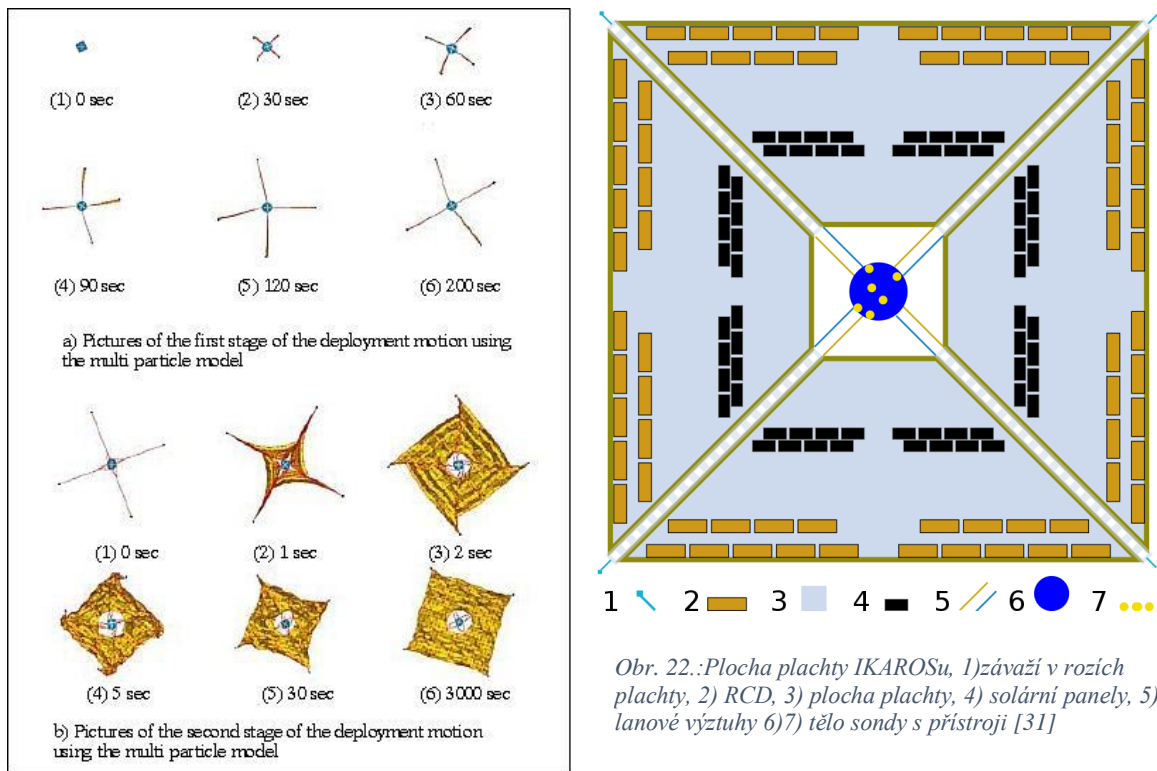 (1) 0 sec
(2) 30 sec
(3) 60 sec
(4) 90 sec
(5) 120 sec
(6) 200 sec
a) Pictures of the first stage of the deployment motion using
the multi particle model
(1) 0 sec
(2) 1 sec
(3) 2 sec
(4) 5 sec
(5) 30 sec
(6) 3000 sec
b) Pictures of the second stage of the deployment motion
using the multi particle model
1 2 3 4 5 6 7
Obr. 22.:Plocha plachty IKAROSu, 1)závaží v rozích
plachty, 2) RCD, 3) plocha plachty, 4) solární panely, 5)
lanové výztuhy 6)7) tělo sondy s přístroji [31]